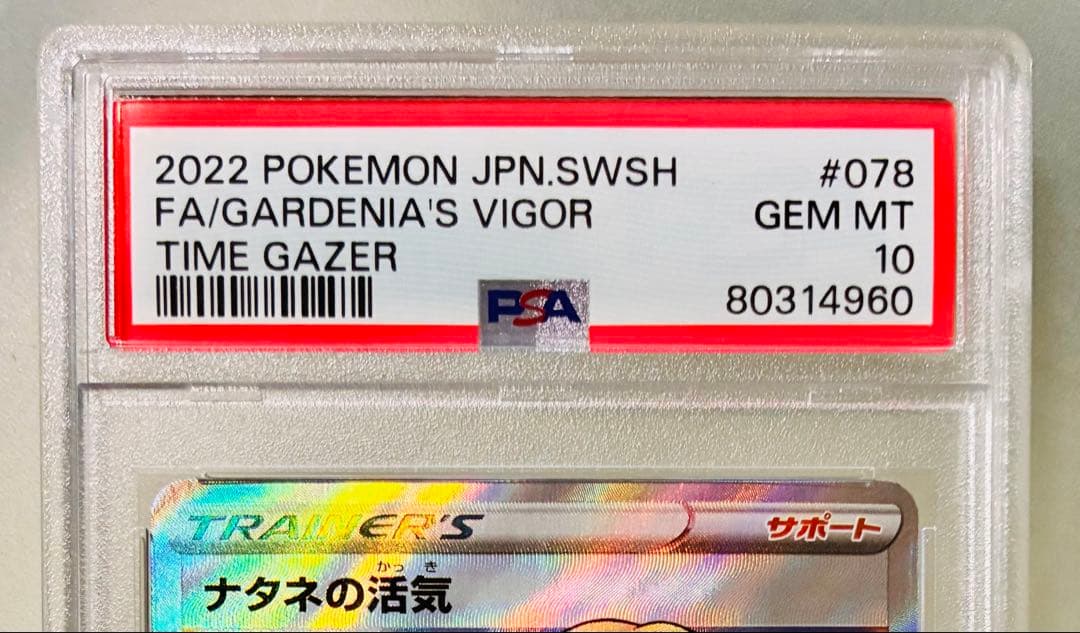 2022 POKEMON JPN.SWSH #078
FA/GARDENIA'S VIGOR GEM MT
TIME GAZER 10
PSA 80314960
TRAINER'S サポート
かっ き
ナタネの活気